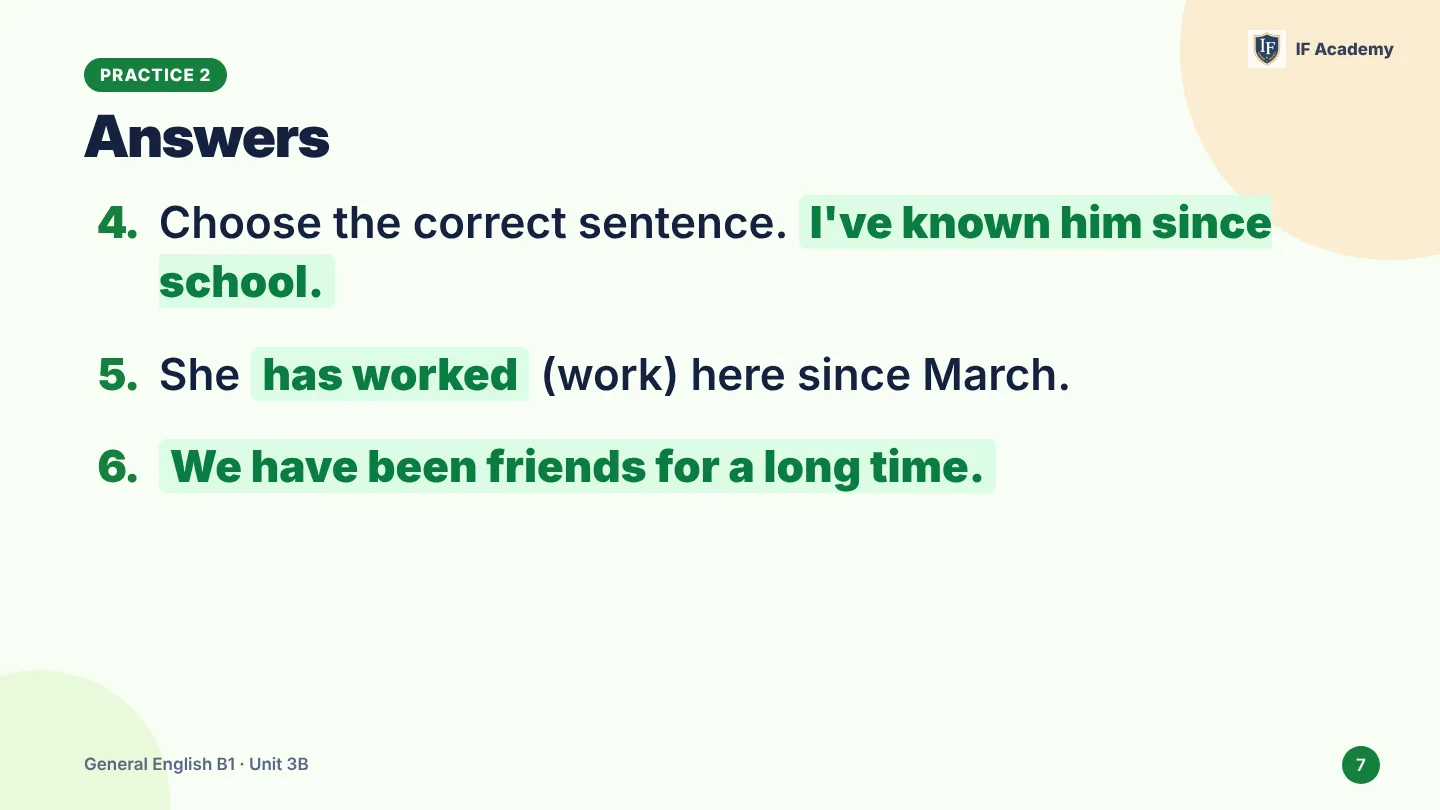 IF
IF Academy
PRACTICE 2
Answers
4. Choose the correct sentence. I've known him since
school.
5. She has worked (work) here since March.
6. We have been friends for a long time.
General English B1 · Unit 3B
7